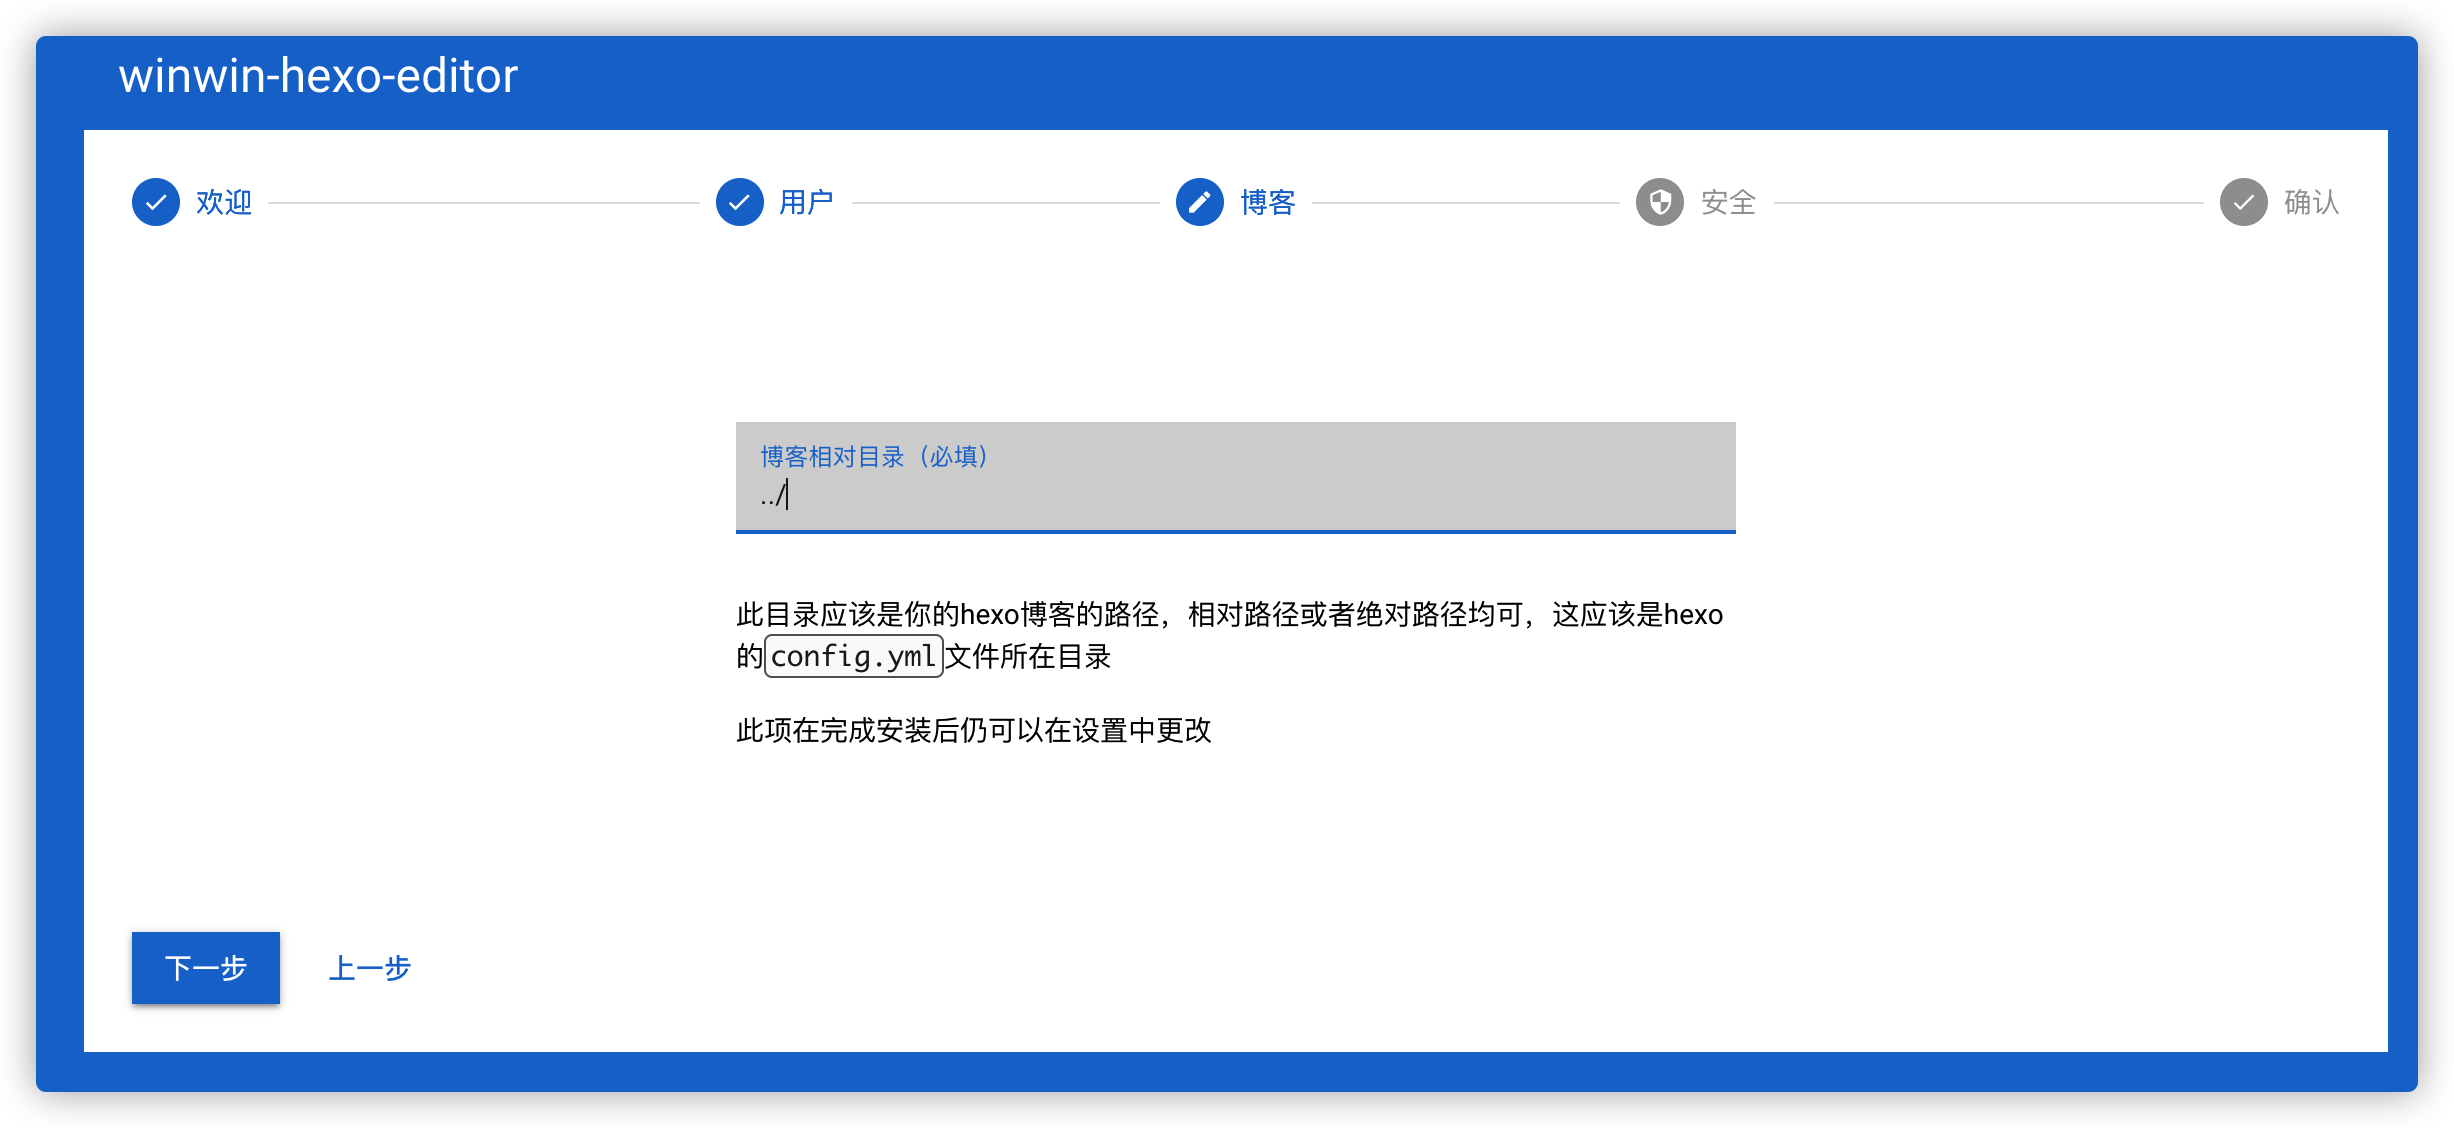 winwin-hexo-editor
欢迎
用户
博客
安全
确认
博客相对目录（必填）
../
此目录应该是你的hexo博客的路径，相对路径或者绝对路径均可，这应该是hexo
的config.yml文件所在目录
此项在完成安装后仍可以在设置中更改
下一步
上一步